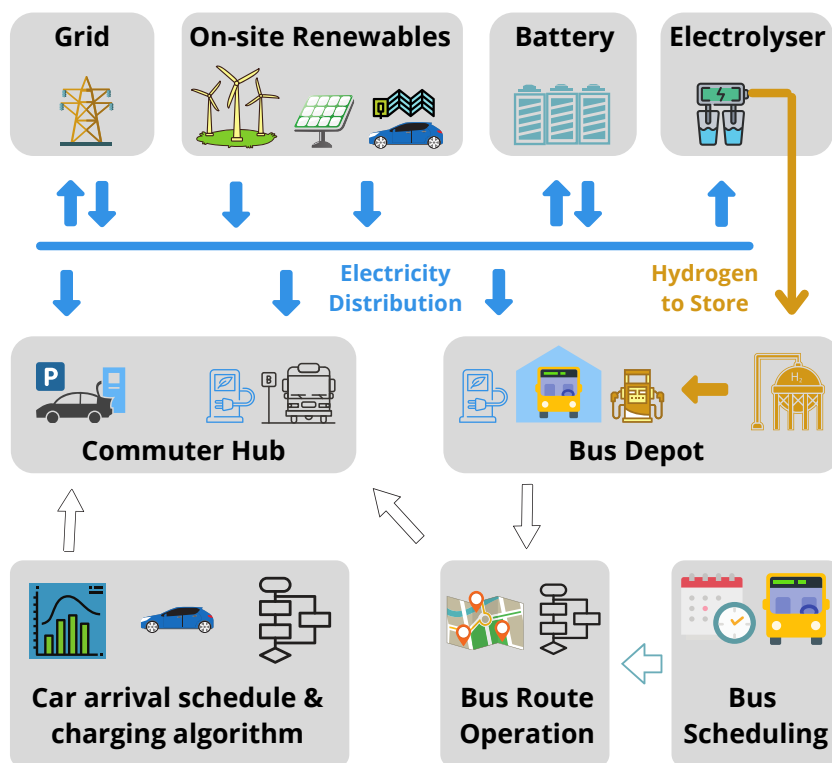 Grid
On-site Renewables
Battery
Electrolyser
Electricity
Distribution
Hydrogen
to Store
P
B
H₂
Commuter Hub
Bus Depot
Car arrival schedule &
charging algorithm
Bus Route
Operation
Bus
Scheduling